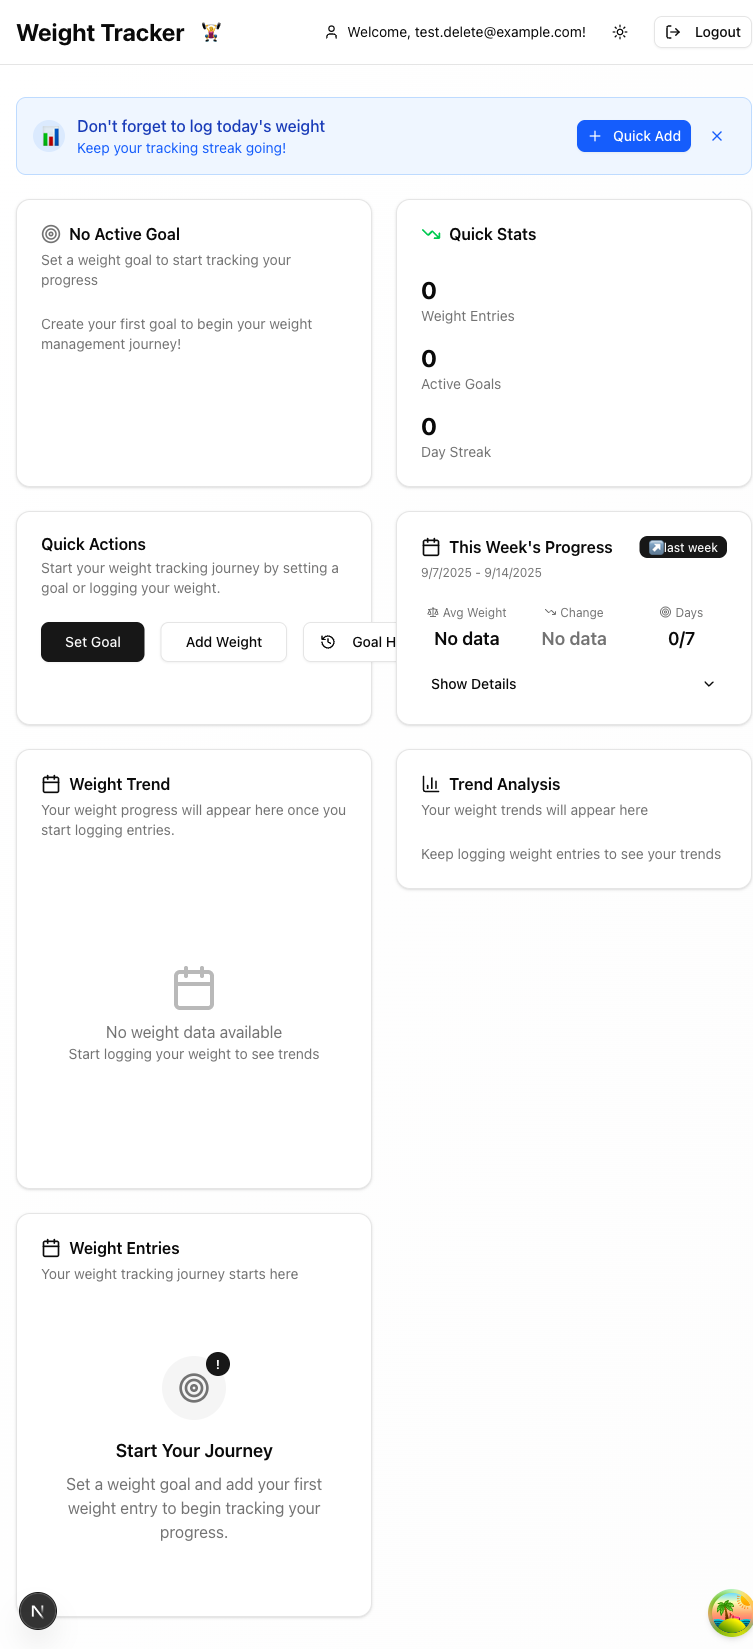 Weight Tracker
Welcome, test.delete@example.com!
Logout
Don't forget to log today's weight
Keep your tracking streak going!
Quick Add
No Active Goal
Set a weight goal to start tracking your
progress
Create your first goal to begin your weight
management journey!
Quick Stats
0
Weight Entries
0
Active Goals
0
Day Streak
Quick Actions
Start your weight tracking journey by setting a
goal or logging your weight.
Set Goal
Add Weight
Goal H
This Week's Progress
last week
9/7/2025 - 9/14/2025
Avg Weight
No data
Change
No data
Days
0/7
Show Details
Weight Trend
Your weight progress will appear here once you
start logging entries.
No weight data available
Start logging your weight to see trends
Trend Analysis
Your weight trends will appear here
Keep logging weight entries to see your trends
Weight Entries
Your weight tracking journey starts here
!
Start Your Journey
Set a weight goal and add your first
weight entry to begin tracking your
progress.
N